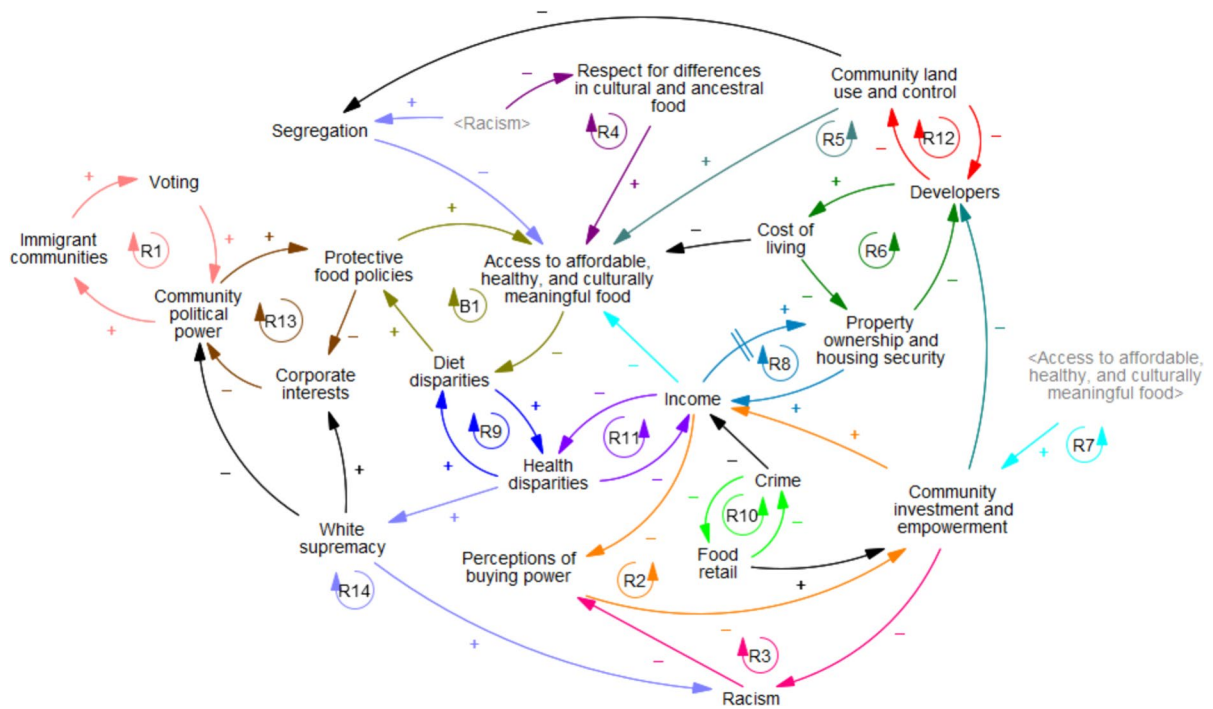 Respect for differences
in cultural and ancestral
food
Community land
use and control
Segregation
<Racism>
R4
R5
R12
Voting
Developers
Immigrant
communities
R1
Protective
food policies
Access to affordable,
healthy, and culturally
meaningful food
Cost of
living
R6
Community
political
power
R13
B1
Property
ownership and
housing security
R8
Corporate
interests
Diet
disparities
Income
<Access to affordable,
healthy, and culturally
meaningful food>
R7
R9
R11
Health
disparities
Crime
R10
Community
investment and
empowerment
White
supremacy
Perceptions of
buying power
Food
retail
R14
R2
R3
Racism